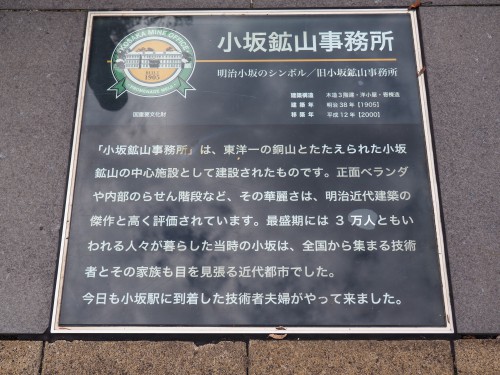 KOSAKA MINE OFFICE
BUILT
1905
小坂鉱山事務所
明治小坂のシンボル/旧小坂鉱山事務所
国重要文化財
建築構造 木造3階建・洋小屋・寄棟造
建築年 明治38年【1905】
移築年 平成12年【2000】
「小坂鉱山事務所」は、東洋一の銅山とたたえられた小坂
鉱山の中心施設として建設されたものです。正面ベランダ
や内部のらせん階段など、その華麗さは、明治近代建築の
傑作と高く評価されています。最盛期には 3 万人ともい
われる人々が暮らした当時の小坂は、全国から集まる技術
者とその家族も目を見張る近代都市でした。
今日も小坂駅に到着した技術者夫婦がやって来ました。